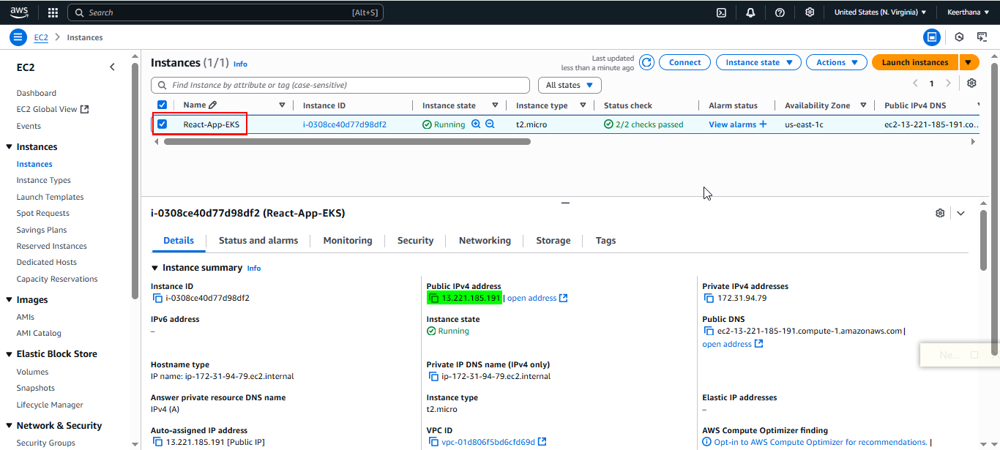 aws Search [Alt+S] United States (N. Virginia) Keerthana
EC2 > Instances
EC2
Dashboard
EC2 Global View
Events
Instances
Instances
Instance Types
Launch Templates
Spot Requests
Savings Plans
Reserved Instances
Dedicated Hosts
Capacity Reservations
Images
AMIs
AMI Catalog
Elastic Block Store
Volumes
Snapshots
Lifecycle Manager
Network & Security
Security Groups
Instances (1/1) Info
Last updated
less than a minute ago
Connect Instance state Actions Launch instances
Find Instance by attribute or tag (case-sensitive) All states 1
Name Instance ID Instance state Instance type Status check Alarm status Availability Zone Public IPv4 DNS
React-App-EKS i-0308ce40d77d98df2 Running t2.micro 2/2 checks passed View alarms + us-east-1c ec2-13-221-185-191.co...
i-0308ce40d77d98df2 (React-App-EKS)
Details Status and alarms Monitoring Security Networking Storage Tags
Instance summary Info
Instance ID
i-0308ce40d77d98df2
IPv6 address
–
Hostname type
IP name: ip-172-31-94-79.ec2.internal
Answer private resource DNS name
IPv4 (A)
Auto-assigned IP address
13.221.185.191 [Public IP]
Public IPv4 address
13.221.185.191 | open address
Instance state
Running
Private IP DNS name (IPv4 only)
ip-172-31-94-79.ec2.internal
Instance type
t2.micro
VPC ID
vpc-01d806f5bd6cfd69d
Private IPv4 addresses
172.31.94.79
Public DNS
ec2-13-221-185-191.compute-1.amazonaws.com |
open address
Elastic IP addresses
–
AWS Compute Optimizer finding
Opt-in to AWS Compute Optimizer for recommendations. |
Ne...